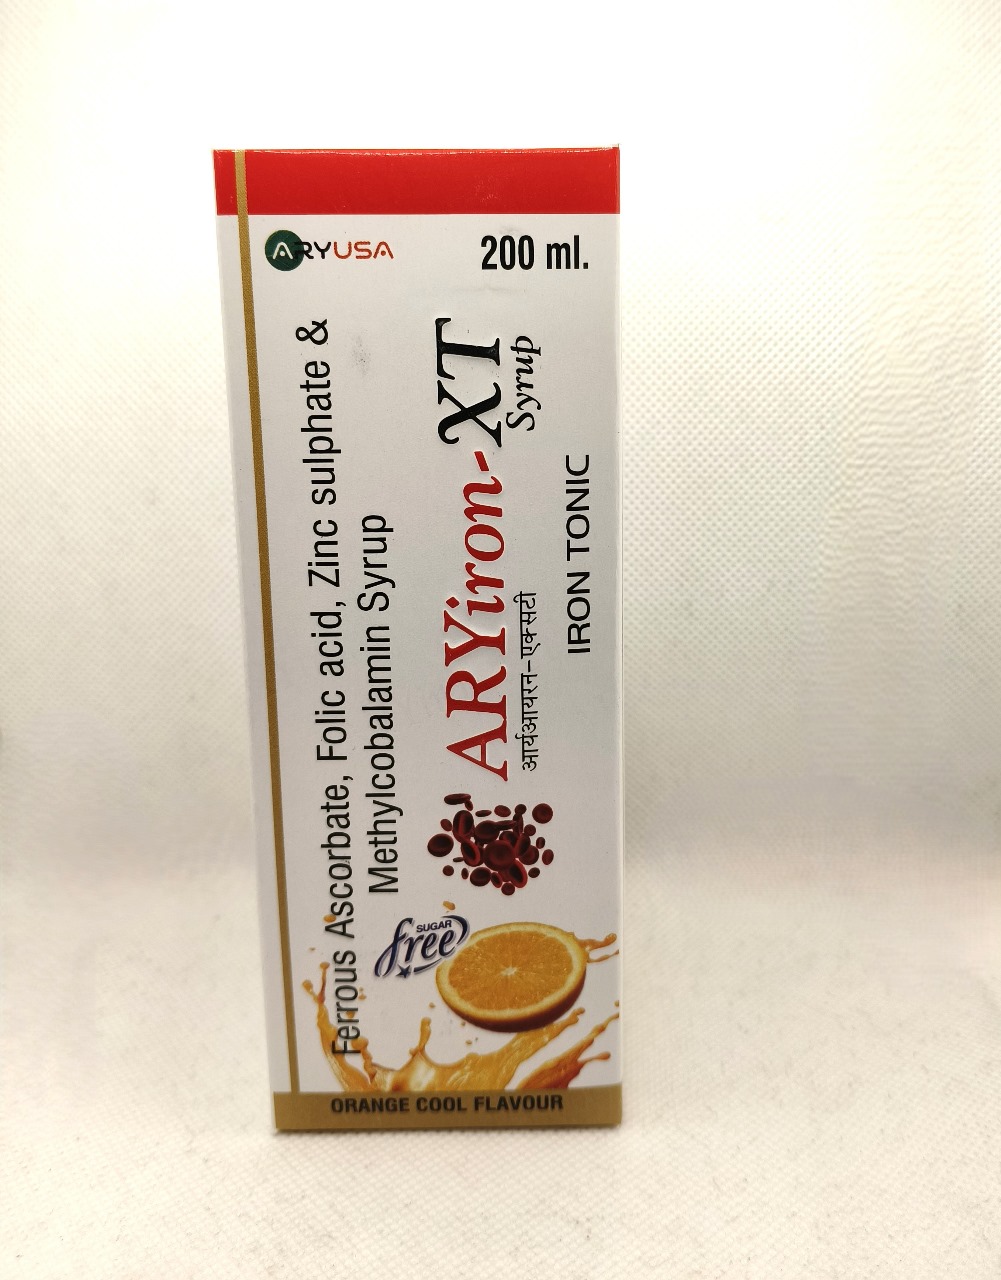 ARYUSA
200 ml.
Ferrous Ascorbate, Folic acid, Zinc sulphate &
Methylcobalamin Syrup
ARYiron-XT
Syrup
आर्यआयरन-एक्सटी
IRON TONIC
SUGAR
free
ORANGE COOL FLAVOUR